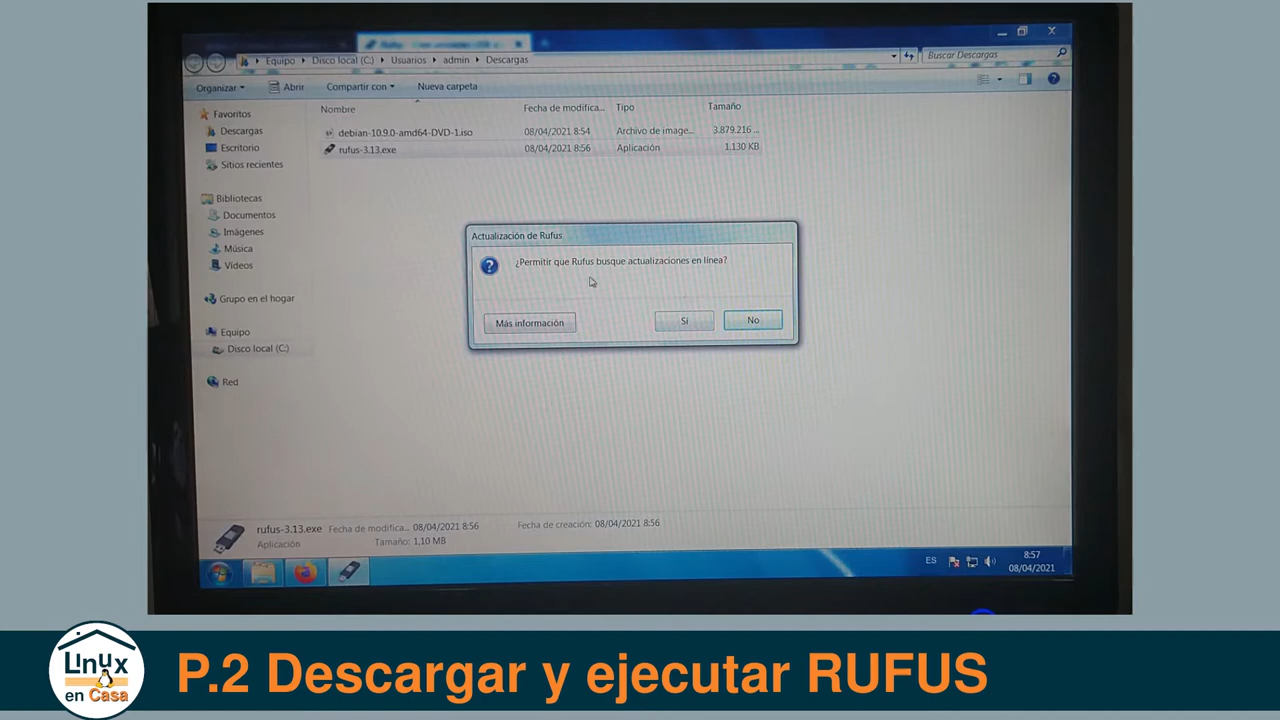 Equipo Disco local (C:) Usuarios admin Descargas
Buscar Descargas
Organizar Abrir Compartir con Nueva carpeta
Nombre Fecha de modifica... Tipo Tamaño
Favoritos
Descargas
Escritorio
Sitios recientes
debian-10.9.0-amd64-DVD-1.iso 08/04/2021 8:54 Archivo de image... 3.879.216 ...
rufus-3.13.exe 08/04/2021 8:56 Aplicación 1.130 KB
Bibliotecas
Documentos
Imágenes
Música
Vídeos
Grupo en el hogar
Equipo
Disco local (C:)
Red
Actualización de Rufus
¿Permitir que Rufus busque actualizaciones en línea?
Más información Sí No
rufus-3.13.exe Fecha de modifica... 08/04/2021 8:56 Fecha de creación: 08/04/2021 8:56
Aplicación Tamaño: 1,10 MB
ES 8:57
08/04/2021
Linux
en Casa
P.2 Descargar y ejecutar RUFUS